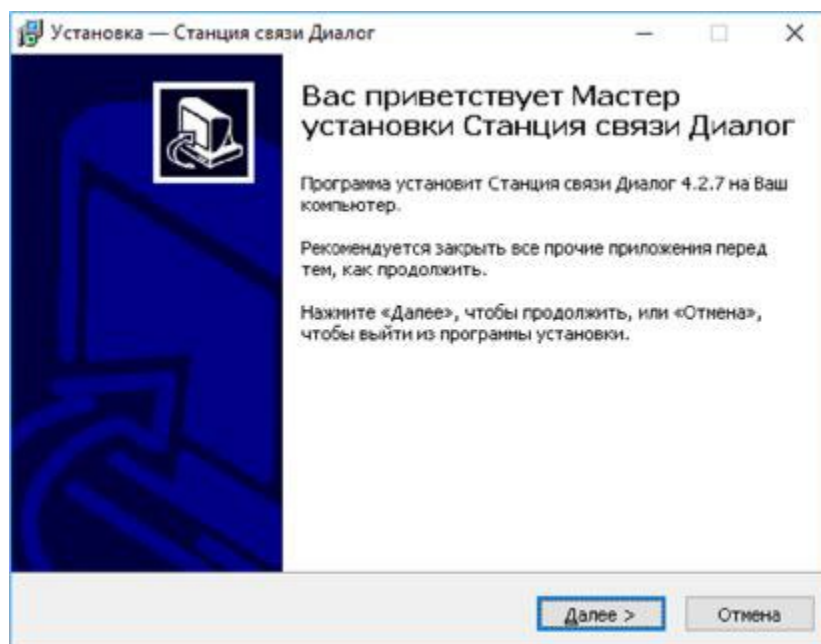 Установка — Станция связи Диалог
Вас приветствует Мастер
установки Станция связи Диалог
Программа установит Станция связи Диалог 4.2.7 на Ваш
компьютер.
Рекомендуется закрыть все прочие приложения перед
тем, как продолжить.
Нажмите «Далее», чтобы продолжить, или «Отмена»,
чтобы выйти из программы установки.
Далее >
Отмена